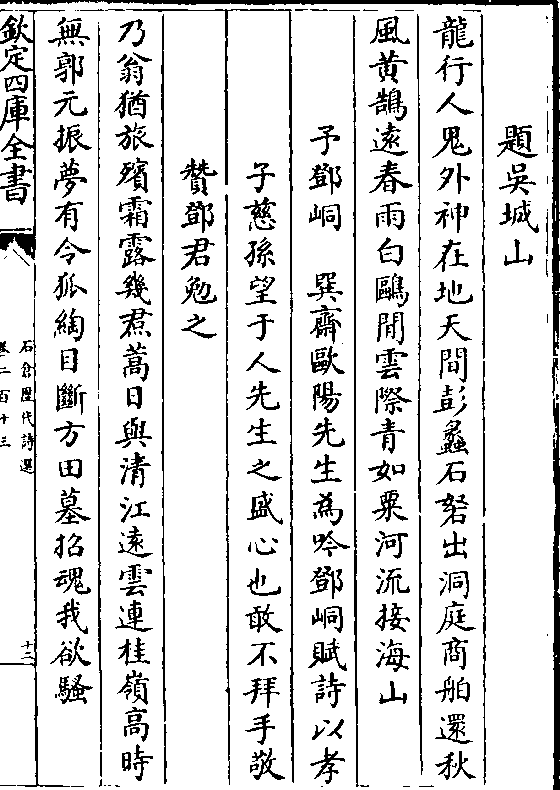 題吳城山
龍行人鬼外神在地天間彭蠡石砮出洞庭商舶還秋
風黄鵠逺春雨白鷗閒雲際青如粟河流接海山
予鄧峒　巽齋歐陽先生為吟鄧峒賦詩以孝
子慈孫望于人先生之盛心也敢不拜手敬
賛鄧君勉之
乃翁猶旅殯霜露幾焄蒿日與清江逺雲連桂嶺高時
無郭元振夢有令狐綯目斷方田墓招魂我欲騷
欽定四庫全書
石倉歴代詩選
卷二百十三
十二